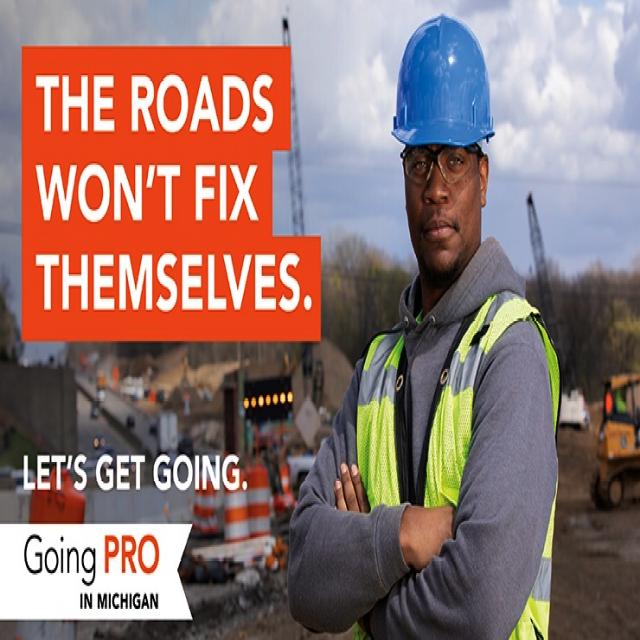 THE ROADS
WON'T FIX
THEMSELVES.
LET'S GET GOING.
Going PRO
IN MICHIGAN